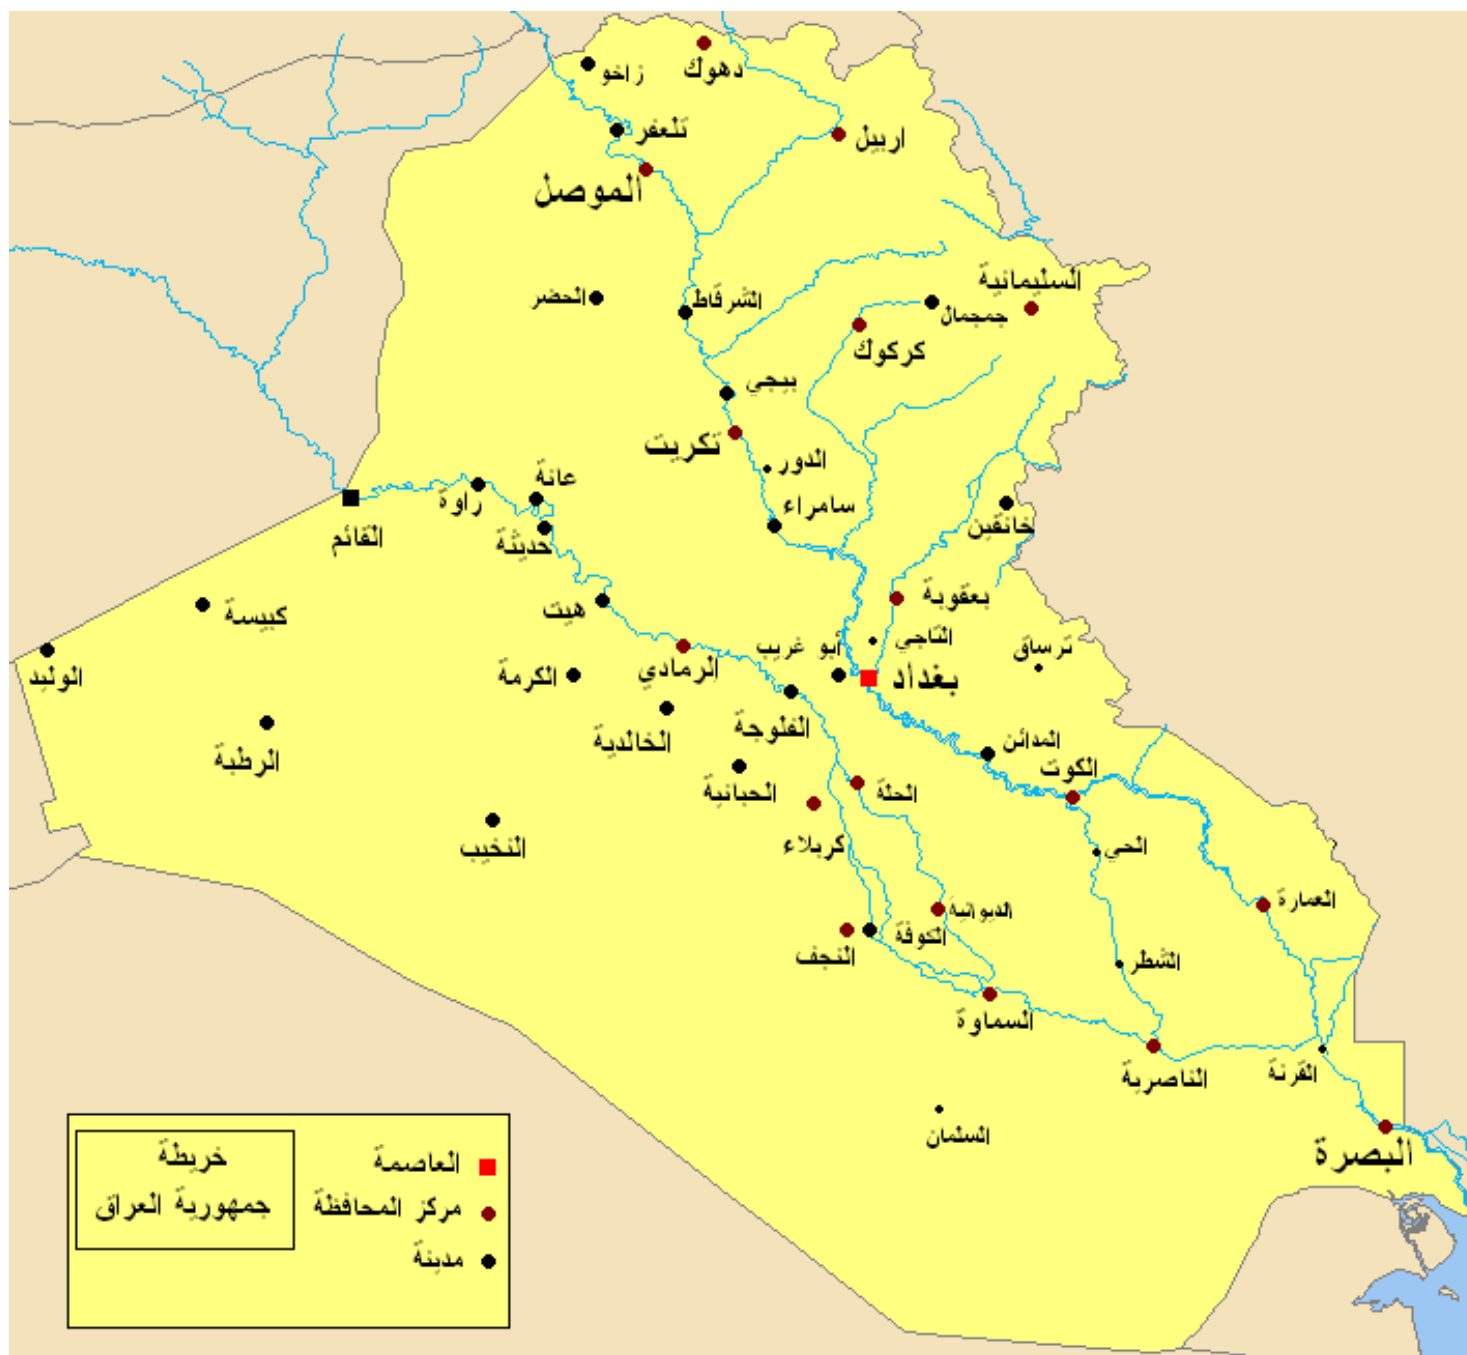 دهوك
زاخو
تلعفر
اربيل
الموصل
السليمانية
الحضر
الشرقاط
جمجمال
كركوك
بيجي
تكريت
الدور
عانة
راوة
سامراء
القائم
حديثة
خانقين
هيت
بعقوبة
كبيسة
التاجي
أبو غريب
ترساق
الوليد
الكرمة
الرمادي
بغداد
الفلوجة
الخالدية
المدائن
الرطبة
الكوت
الحبانية
الحلة
النخيب
كربلاء
الحي
العمارة
الديوانية
الكوفة
النجف
الشطر
السماوة
القرنة
الناصرية
السلمان
البصرة
العاصمة
مركز المحافظة
مدينة
خريطة
جمهورية العراق